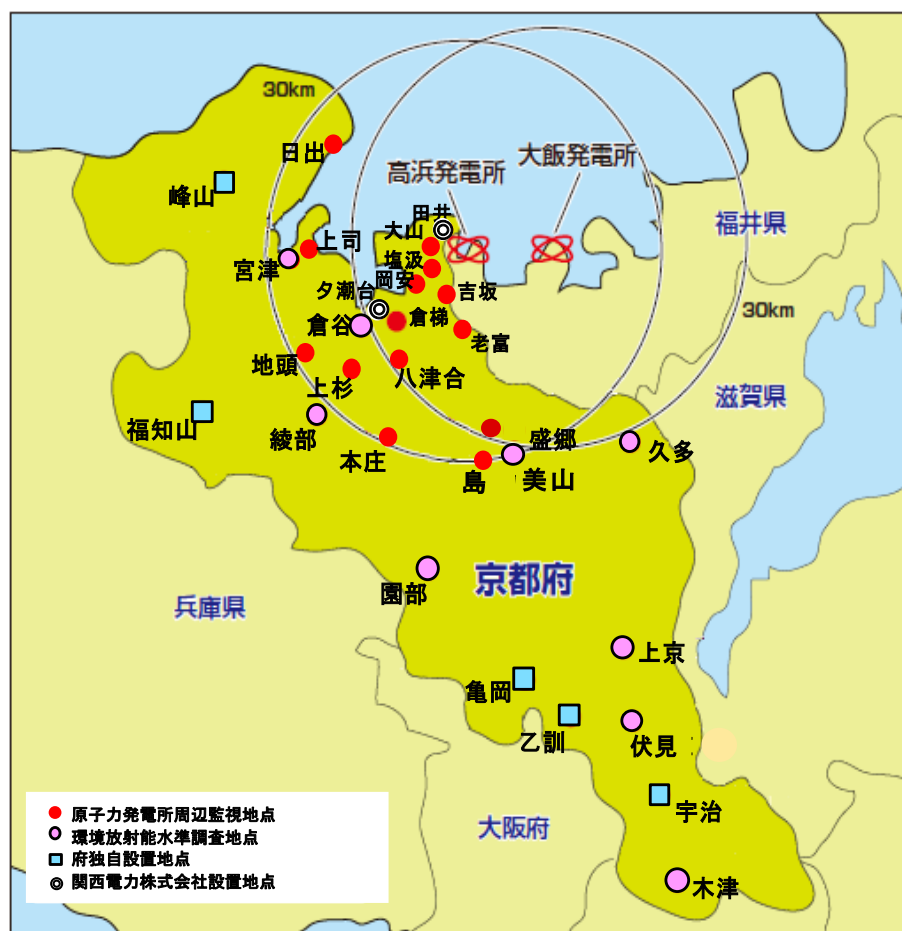 30km
日出
高浜発電所
大飯発電所
峰山
田井
大山
福井県
上司
塩汲
宮津
岡安
夕潮台
吉坂
30km
倉谷
倉梯
老富
地頭
上杉
八津合
滋賀県
福知山
綾部
本庄
盛郷
久多
島
美山
京都府
園部
兵庫県
上京
亀岡
乙訓
伏見
宇治
大阪府
木津
原子力発電所周辺監視地点
環境放射能水準調査地点
府独自設置地点
関西電力株式会社設置地点